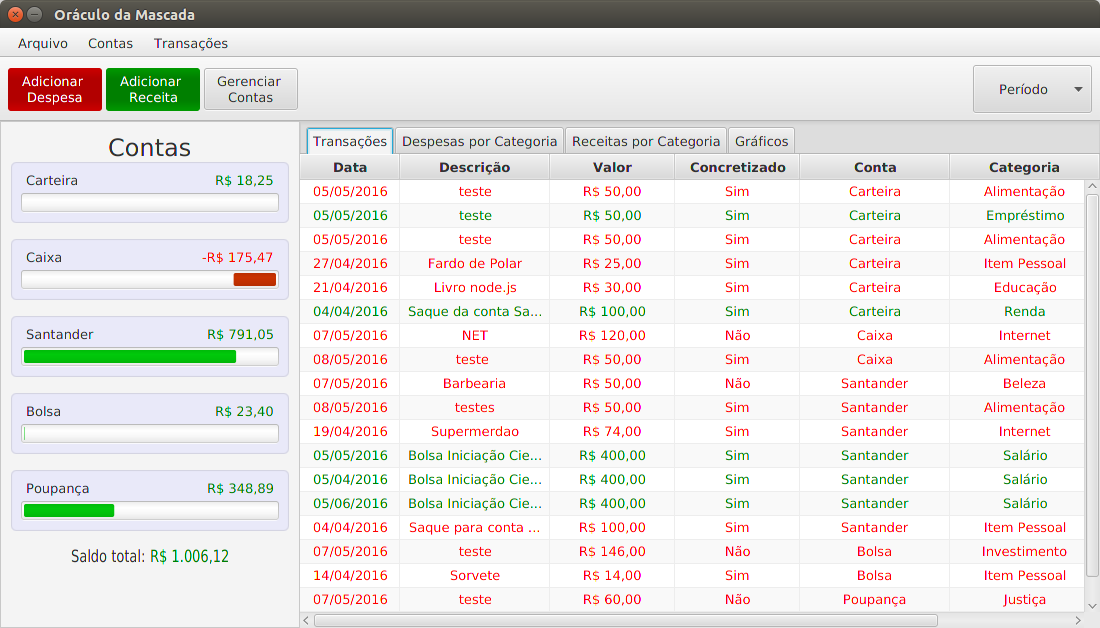 Oráculo da Mascada
Arquivo Contas Transações
Adicionar Despesa Adicionar Receita Gerenciar Contas Período
Contas
Carteira R$ 18,25
Caixa -R$ 175,47
Santander R$ 791,05
Bolsa R$ 23,40
Poupança R$ 348,89
Saldo total: R$ 1.006,12
Transações Despesas por Categoria Receitas por Categoria Gráficos
Data Descrição Valor Concretizado Conta Categoria
05/05/2016 teste R$ 50,00 Sim Carteira Alimentação
05/05/2016 teste R$ 50,00 Sim Carteira Empréstimo
05/05/2016 teste R$ 50,00 Sim Carteira Alimentação
27/04/2016 Fardo de Polar R$ 25,00 Sim Carteira Item Pessoal
21/04/2016 Livro node.js R$ 30,00 Sim Carteira Educação
04/04/2016 Saque da conta Sa... R$ 100,00 Sim Carteira Renda
07/05/2016 NET R$ 120,00 Não Caixa Internet
08/05/2016 teste R$ 50,00 Sim Caixa Alimentação
07/05/2016 Barbearia R$ 50,00 Não Santander Beleza
08/05/2016 testes R$ 50,00 Sim Santander Alimentação
19/04/2016 Supermerdao R$ 74,00 Sim Santander Internet
05/05/2016 Bolsa Iniciação Cie... R$ 400,00 Sim Santander Salário
05/04/2016 Bolsa Iniciação Cie... R$ 400,00 Sim Santander Salário
05/06/2016 Bolsa Iniciação Cie... R$ 400,00 Sim Santander Salário
04/04/2016 Saque para conta ... R$ 100,00 Sim Santander Item Pessoal
07/05/2016 teste R$ 146,00 Não Bolsa Investimento
14/04/2016 Sorvete R$ 14,00 Sim Bolsa Item Pessoal
07/05/2016 teste R$ 60,00 Não Poupança Justiça